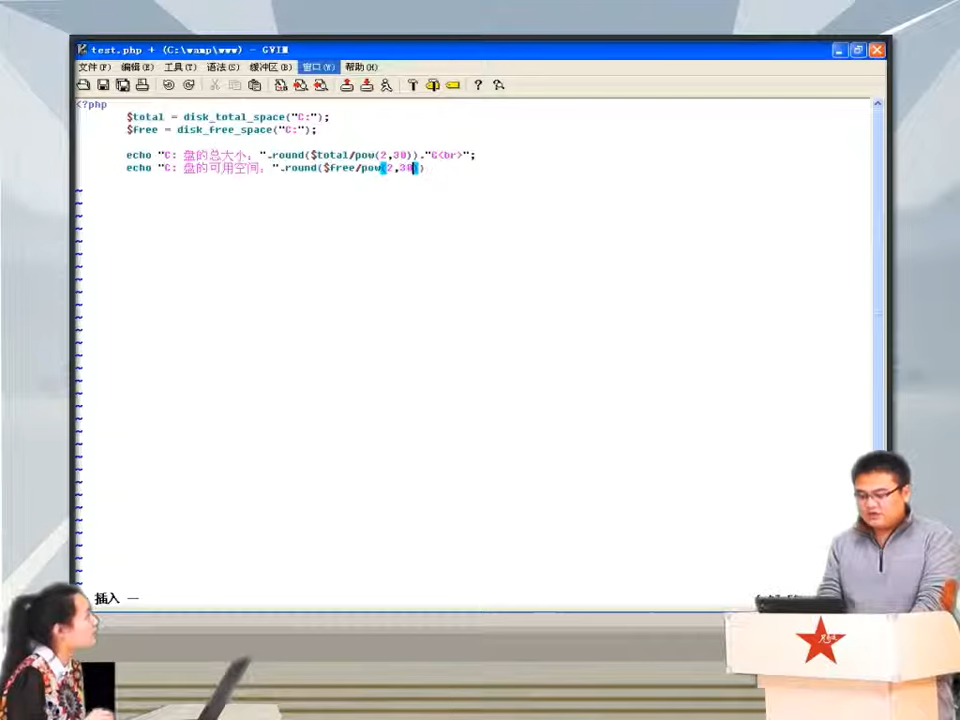 test.php + (C:\wamp\www) - GVIM
文件(F) 编辑(E) 工具(T) 语法(S) 缓冲区(B) 窗口(W) 帮助(H)
<?php
$total = disk_total_space("C:");
$free = disk_free_space("C:");
echo "C: 盘的总大小：".round($total/pow(2,30))."G<br>";
echo "C: 盘的可用空间：".round($free/pow(2,30))
~
插入 --